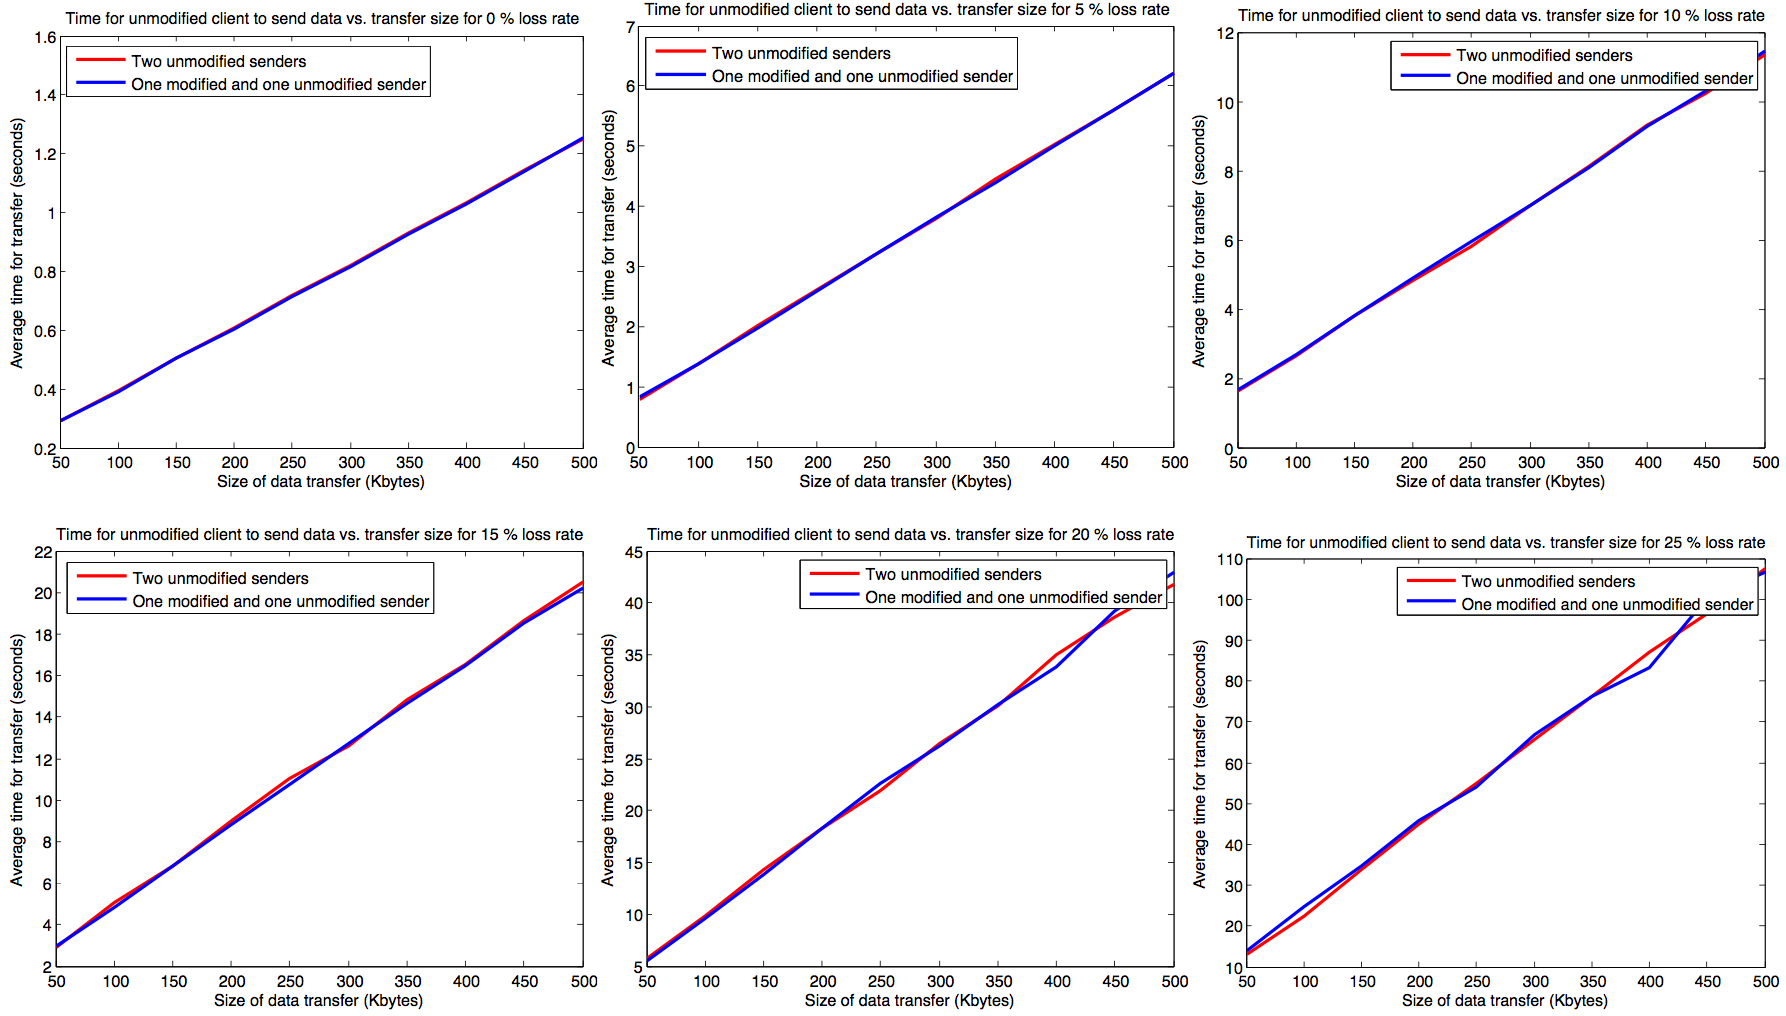 Time for unmodified client to send data vs. transfer size for 0 % loss rate
Two unmodified senders
One modified and one unmodified sender
1.6
1.4
1.2
1
0.8
0.6
0.4
0.2
Average time for transfer (seconds)
50 100 150 200 250 300 350 400 450 500
Size of data transfer (Kbytes)
Time for unmodified client to send data vs. transfer size for 5 % loss rate
Two unmodified senders
One modified and one unmodified sender
7
6
5
4
3
2
1
0
Average time for transfer (seconds)
50 100 150 200 250 300 350 400 450 500
Size of data transfer (Kbytes)
Time for unmodified client to send data vs. transfer size for 10 % loss rate
Two unmodified senders
One modified and one unmodified sender
12
10
8
6
4
2
0
Average time for transfer (seconds)
50 100 150 200 250 300 350 400 450 500
Size of data transfer (Kbytes)
Time for unmodified client to send data vs. transfer size for 15 % loss rate
Two unmodified senders
One modified and one unmodified sender
22
20
18
16
14
12
10
8
6
4
2
Average time for transfer (seconds)
50 100 150 200 250 300 350 400 450 500
Size of data transfer (Kbytes)
Time for unmodified client to send data vs. transfer size for 20 % loss rate
Two unmodified senders
One modified and one unmodified sender
45
40
35
30
25
20
15
10
5
Average time for transfer (seconds)
50 100 150 200 250 300 350 400 450 500
Size of data transfer (Kbytes)
Time for unmodified client to send data vs. transfer size for 25 % loss rate
Two unmodified senders
One modified and one unmodified sender
110
100
90
80
70
60
50
40
30
20
10
Average time for transfer (seconds)
50 100 150 200 250 300 350 400 450 500
Size of data transfer (Kbytes)